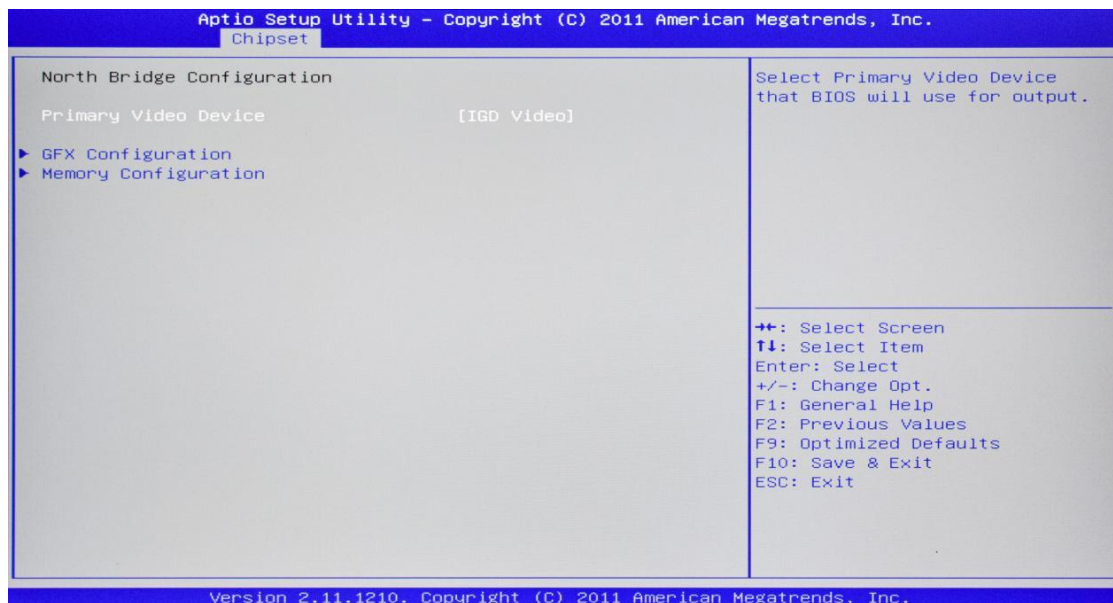 Aptio Setup Utility – Copyright (C) 2011 American Megatrends, Inc.
Chipset
North Bridge Configuration
Primary Video Device [IGD Video]
▶ GFX Configuration
▶ Memory Configuration
Select Primary Video Device
that BIOS will use for output.
→←: Select Screen
↑↓: Select Item
Enter: Select
+/-: Change Opt.
F1: General Help
F2: Previous Values
F9: Optimized Defaults
F10: Save & Exit
ESC: Exit
Version 2.11.1210. Copyright (C) 2011 American Megatrends, Inc.